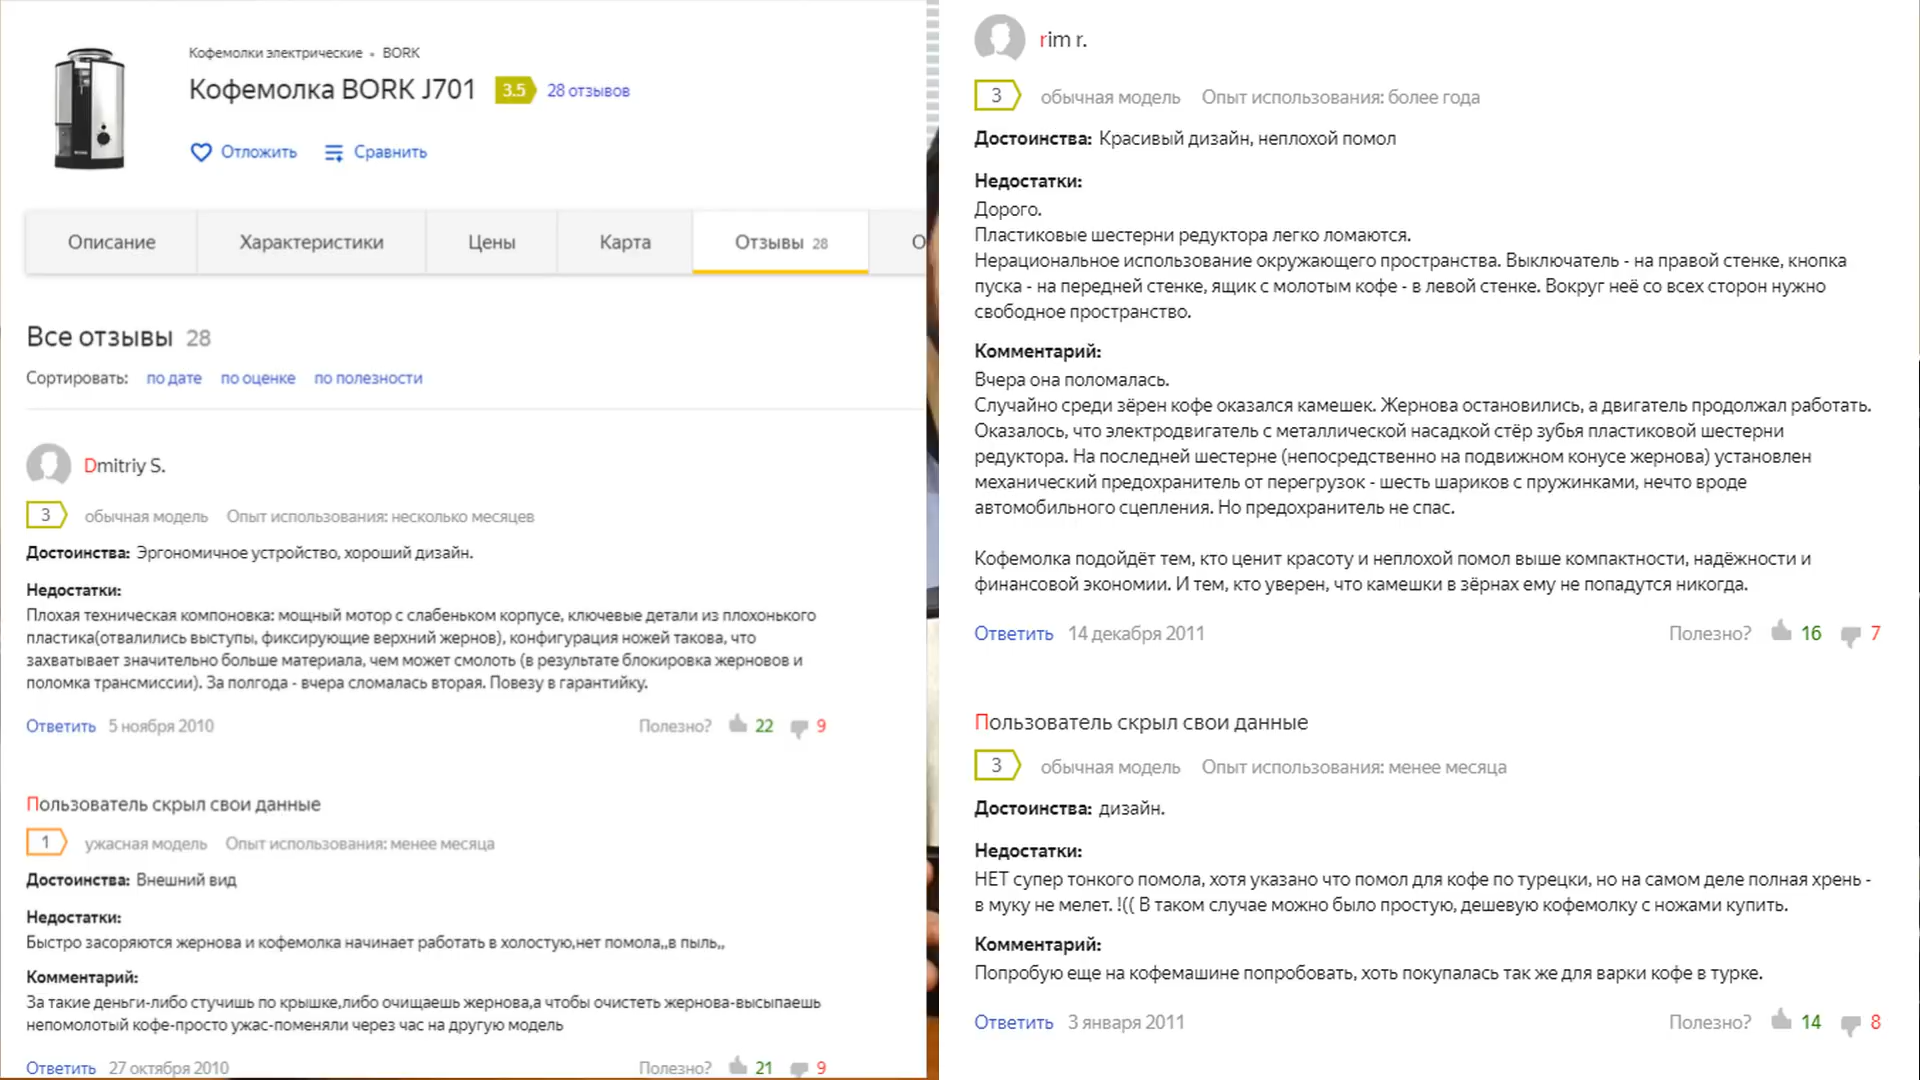 Кофемолки электрические • BORK
Кофемолка BORK J701 3.5 28 отзывов
Отложить Сравнить
Описание Характеристики Цены Карта Отзывы 28 О
Все отзывы 28
Сортировать: по дате по оценке по полезности
Dmitriy S.
3 обычная модель Опыт использования: несколько месяцев
Достоинства: Эргономичное устройство, хороший дизайн.
Недостатки:
Плохая техническая компоновка: мощный мотор с слабеньком корпусе, ключевые детали из плохонького
пластика(отвалились выступы, фиксирующие верхний жернов), конфигурация ножей такова, что
захватывает значительно больше материала, чем может смолоть (в результате блокировка жерновов и
поломка трансмиссии). За полгода - вчера сломалась вторая. Повезу в гарантийку.
Ответить 5 ноября 2010 Полезно? 22 9
Пользователь скрыл свои данные
1 ужасная модель Опыт использования: менее месяца
Достоинства: Внешний вид
Недостатки:
Быстро засоряются жернова и кофемолка начинает работать в холостую,нет помола,,в пыль,,
Комментарий:
За такие деньги-либо стучишь по крышке,либо очищаешь жернова,а чтобы очистеть жернова-высыпаешь
непомолотый кофе-просто ужас-поменяли через час на другую модель
Ответить 27 октября 2010 Полезно? 21 9
rim r.
3 обычная модель Опыт использования: более года
Достоинства: Красивый дизайн, неплохой помол
Недостатки:
Дорого.
Пластиковые шестерни редуктора легко ломаются.
Нерациональное использование окружающего пространства. Выключатель - на правой стенке, кнопка
пуска - на передней стенке, ящик с молотым кофе - в левой стенке. Вокруг неё со всех сторон нужно
свободное пространство.
Комментарий:
Вчера она поломалась.
Случайно среди зёрен кофе оказался камешек. Жернова остановились, а двигатель продолжал работать.
Оказалось, что электродвигатель с металлической насадкой стёр зубья пластиковой шестерни
редуктора. На последней шестерне (непосредственно на подвижном конусе жернова) установлен
механический предохранитель от перегрузок - шесть шариков с пружинками, нечто вроде
автомобильного сцепления. Но предохранитель не спас.
Кофемолка подойдёт тем, кто ценит красоту и неплохой помол выше компактности, надёжности и
финансовой экономии. И тем, кто уверен, что камешки в зёрнах ему не попадутся никогда.
Ответить 14 декабря 2011 Полезно? 16 7
Пользователь скрыл свои данные
3 обычная модель Опыт использования: менее месяца
Достоинства: дизайн.
Недостатки:
НЕТ супер тонкого помола, хотя указано что помол для кофе по турецки, но на самом деле полная хрень -
в муку не мелет. !(( В таком случае можно было простую, дешевую кофемолку с ножами купить.
Комментарий:
Попробую еще на кофемашине попробовать, хоть покупалась так же для варки кофе в турке.
Ответить 3 января 2011 Полезно? 14 8